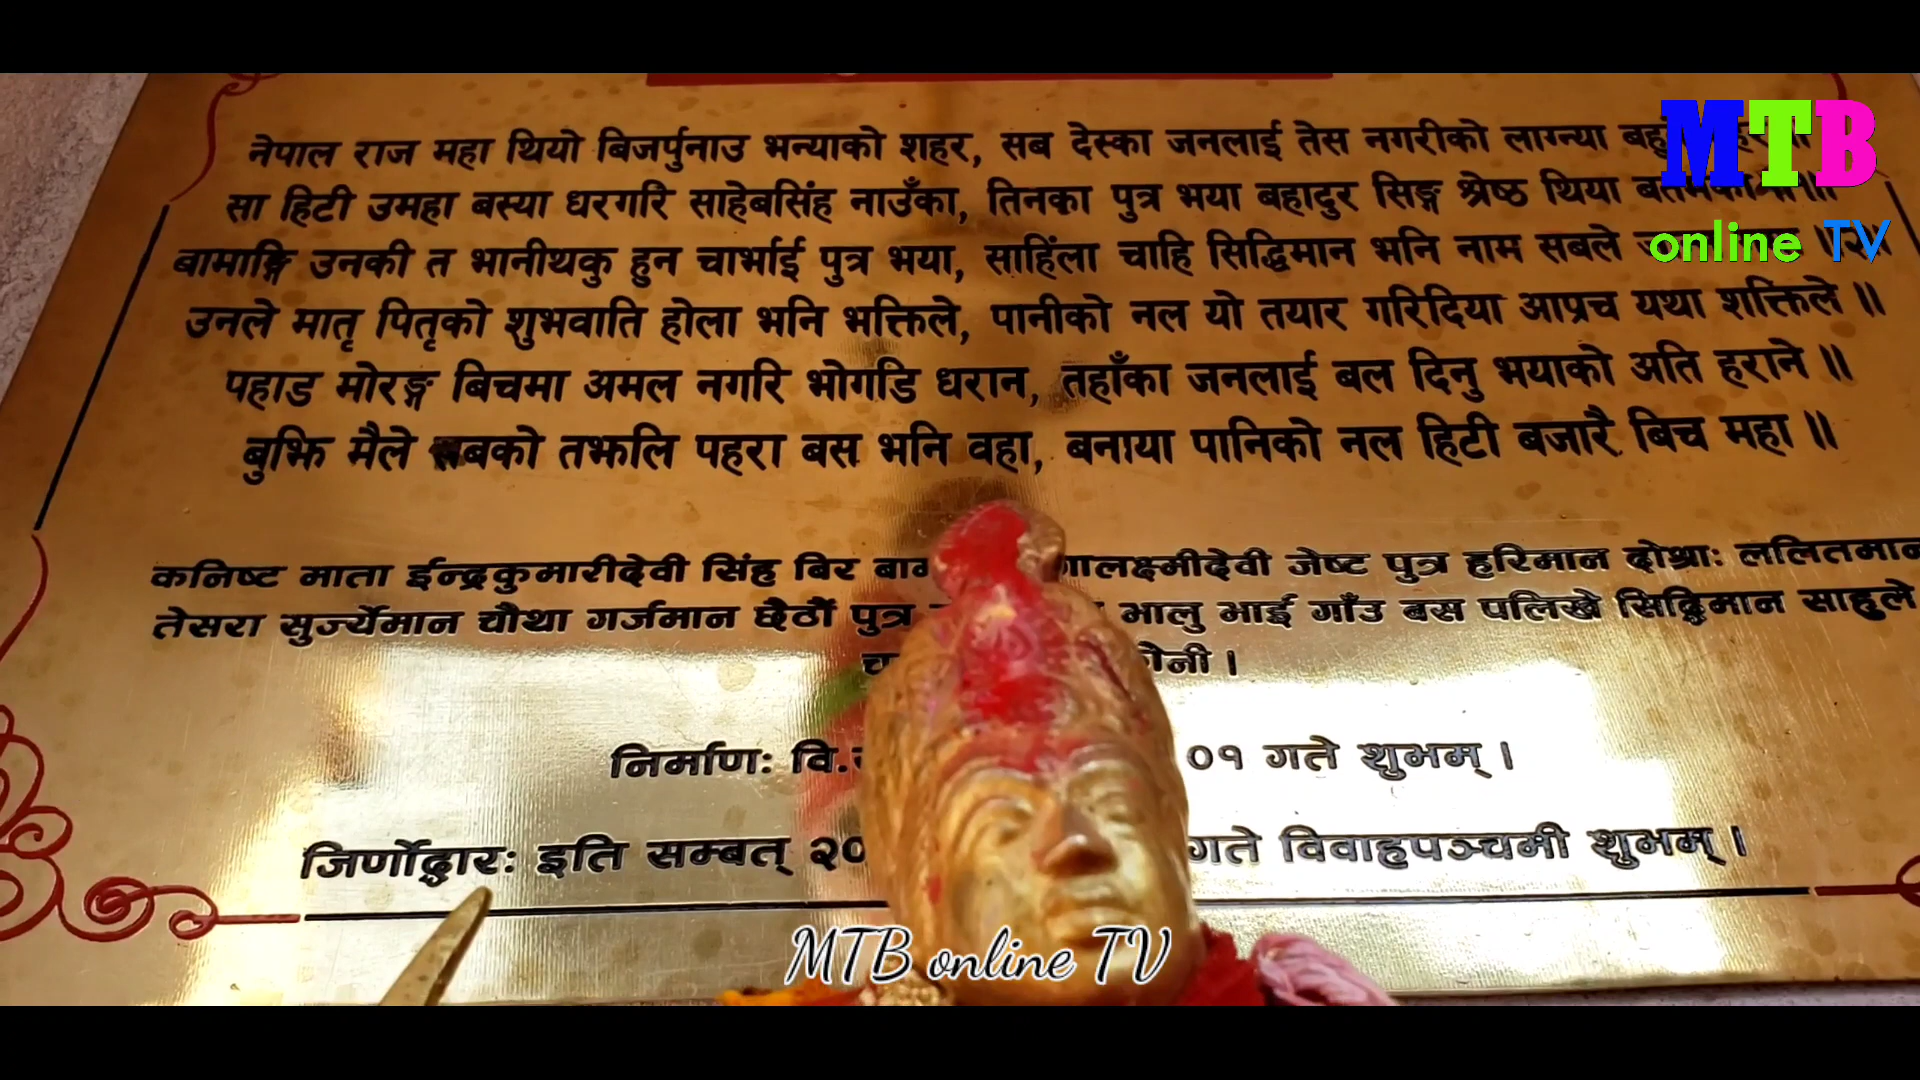 नेपाल राज महा थियो बिजर्पुनाउ भन्याको शहर, सब देस्का जनलाई तेस नगरीको लाग्न्या
सा हिटी उमहा बस्या धरगरि साहेबसिंह नाउँका, तिनका पुत्र भया बहादुर सिङ्ग श्रेष्ठ थिया
बामाङ्गि उनकी त भानीथकु हुन चार्भाई पुत्र भया, साहिंला चाहि सिद्धिमान भनि नाम सबले
उनले मातृ पितृको शुभवाति होला भनि भक्तिले, पानीको नल यो तयार गरिदिया आप्रच यथा शक्तिले ॥
पहाड मोरङ्ग बिचमा अमल नगरि भोगडि धरान, तहाँका जनलाई बल दिनु भयाको अति हराने ॥
बुझि मैले सबको तझलि पहरा बस भनि वहा, बनाया पानिको नल हिटी बजारै बिच महा ॥
कनिष्ट माता ईन्द्रकुमारीदेवी सिंह बिर जेष्ट पुत्र हरिमान दोश्राः ललितमान
तेसरा सुर्ज्येमान चौथा गर्जमान छैठौं पुत्र भालु भाई गाँउ बस पलिखे सिद्धिमान साहुले
निर्माणः वि. ०१ गते शुभम् ।
जिर्णोद्धारः इति सम्बत् २० गते विवाहपञ्चमी शुभम् ।
MTB
online TV
MTB online TV